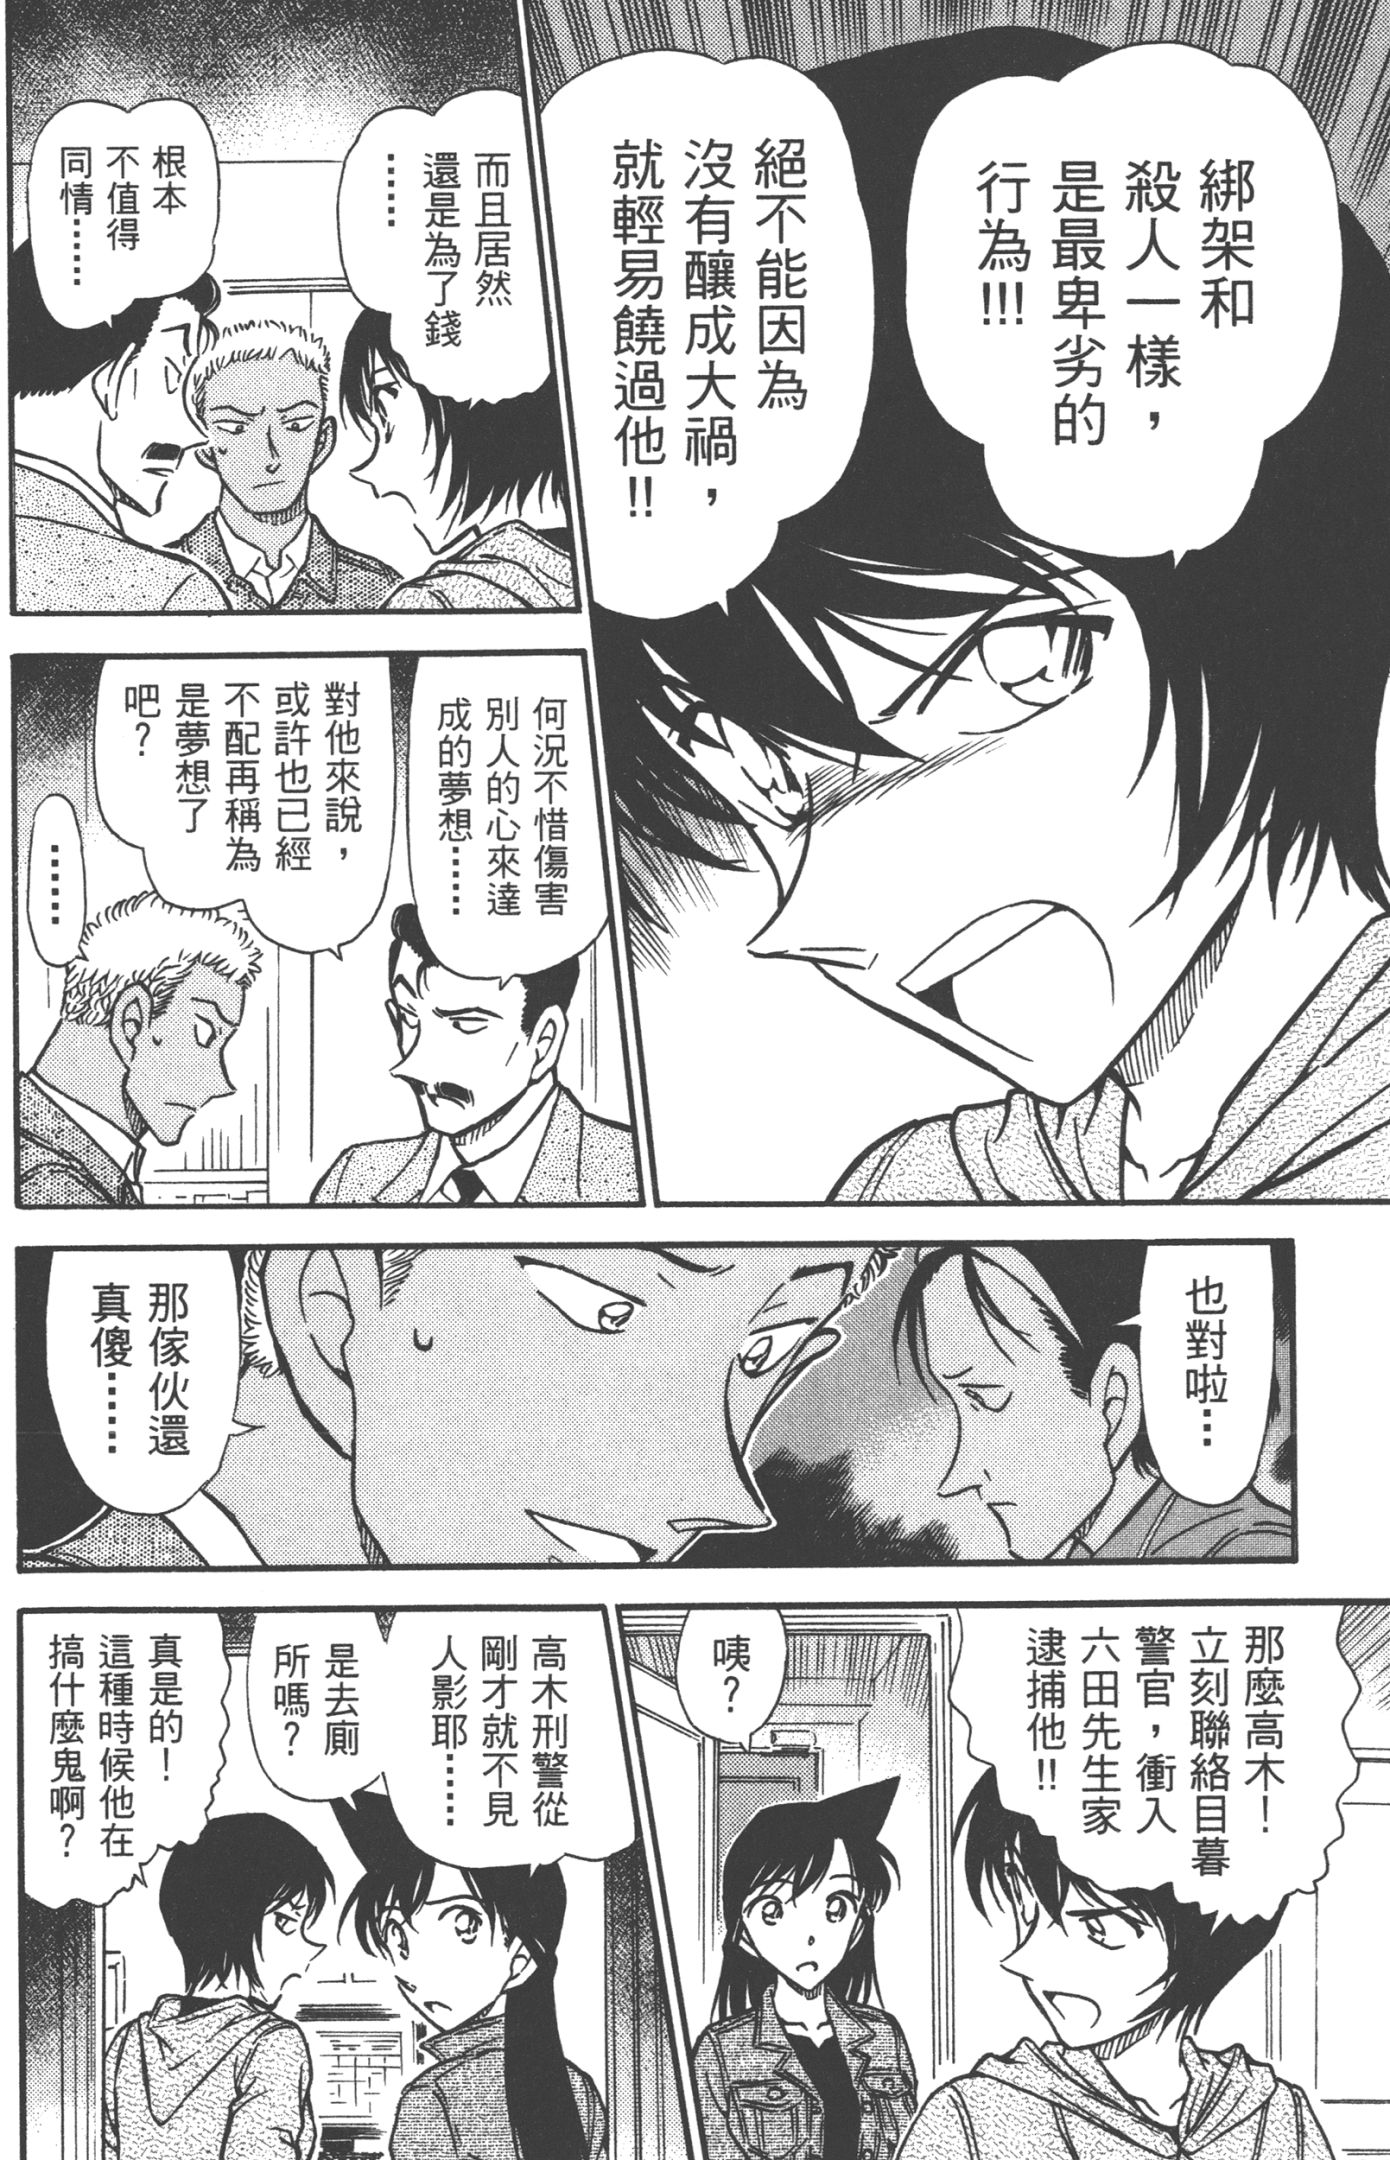 綁架和
殺人一樣，
是最卑劣的
行為!!!
絕不能因為
沒有釀成大禍，
就輕易饒過他!!
而且居然
還是為了錢
……
根本
不值得
同情……
何況不惜傷害
別人的心來達
成的夢想……
對他來說，
或許也已經
不配再稱為
是夢想了
吧？
……
也對啦…
那傢伙還
真傻……
那麼高木！
立刻聯絡目暮
警官，衝入
六田先生家
逮捕他!!
咦？
高木刑警從
剛才就不見
人影耶……
是去廁
所嗎？
真是的！
這種時候他在
搞什麼鬼啊？